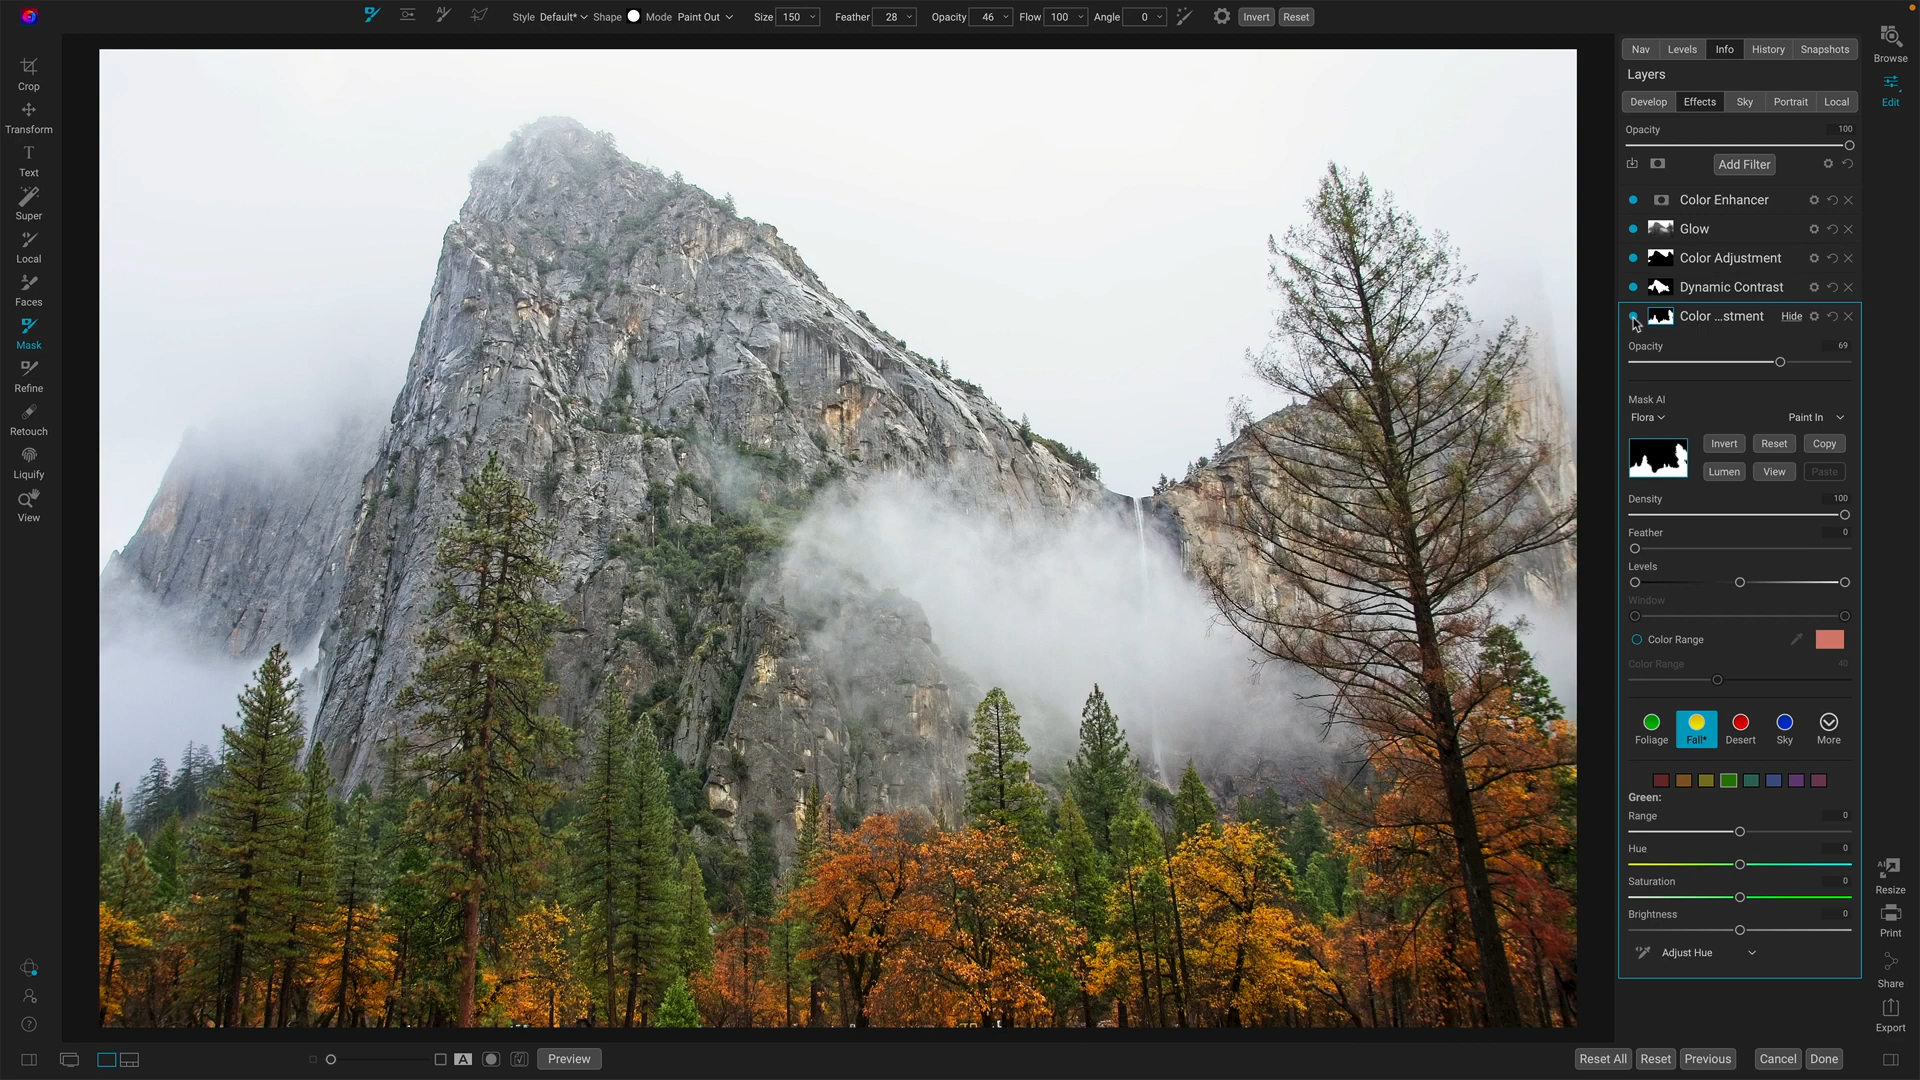 Style Default* Shape Mode Paint Out Size 150 Feather 28 Opacity 46 Flow 100 Angle 0 Invert Reset
Crop
Transform
Text
Super
Local
Faces
Mask
Refine
Retouch
Liquify
View
Nav Levels Info History Snapshots
Layers
Develop Effects Sky Portrait Local
Opacity 100
Add Filter
Color Enhancer
Glow
Color Adjustment
Dynamic Contrast
Color ...stment Hide
Opacity 69
Mask AI
Flora Paint In
Invert Reset Copy
Lumen View Paste
Density 100
Feather 0
Levels
Window
Color Range
Color Range 40
Foliage Fall* Desert Sky More
Green:
Range 0
Hue 0
Saturation 0
Brightness 0
Adjust Hue
Browse
Edit
AI
Resize
Print
Share
Export
A Preview
Reset All Reset Previous Cancel Done